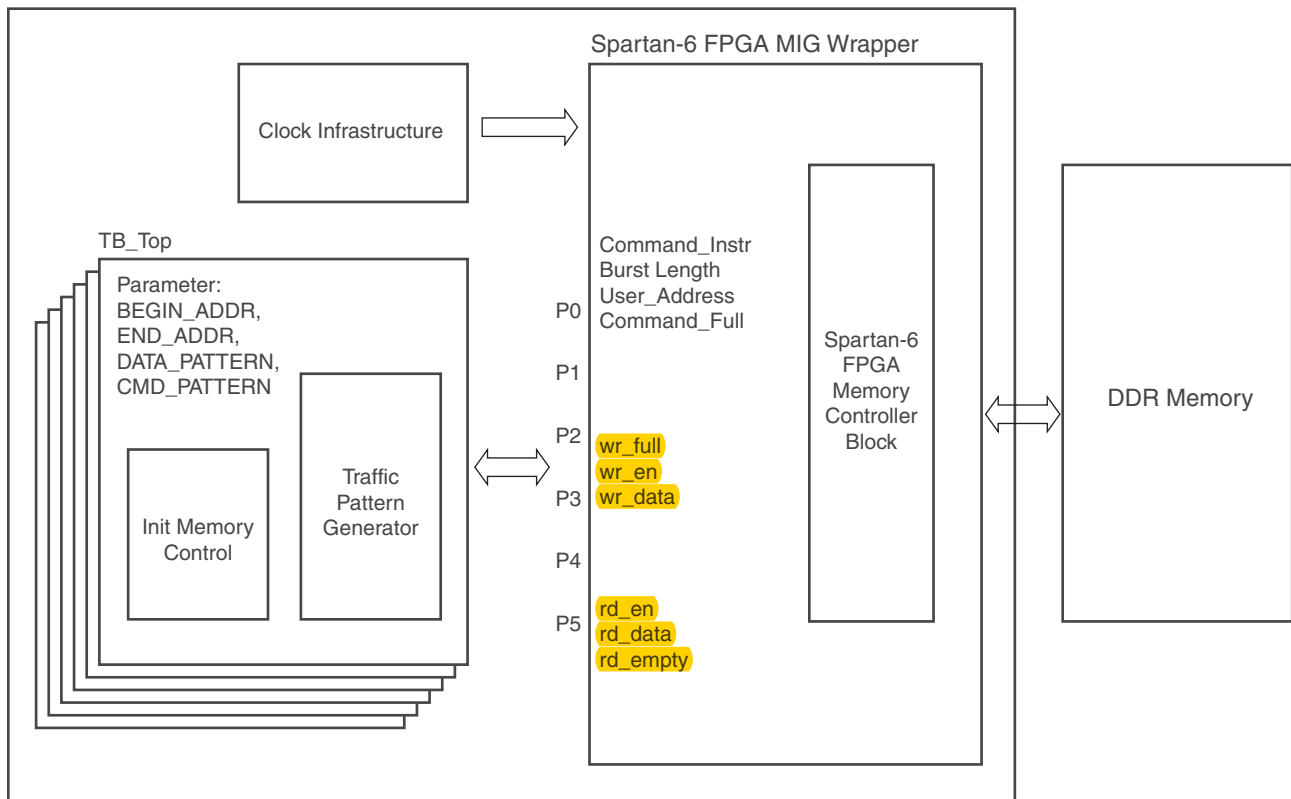 Spartan-6 FPGA MIG Wrapper
Clock Infrastructure
TB_Top
Parameter:
BEGIN_ADDR,
END_ADDR,
DATA_PATTERN,
CMD_PATTERN
Init Memory
Control
Traffic
Pattern
Generator
P0
P1
P2
P3
P4
P5
Command_Instr
Burst Length
User_Address
Command_Full
wr_full
wr_en
wr_data
rd_en
rd_data
rd_empty
Spartan-6
FPGA
Memory
Controller
Block
DDR Memory